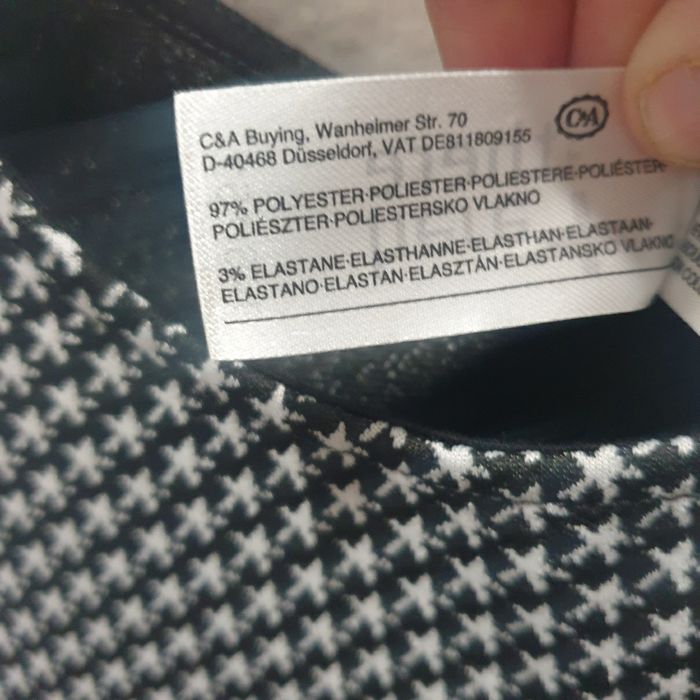 C&A Buying, Wanheimer Str. 70
D-40468 Düsseldorf, VAT DE811809155
C&A
97% POLYESTER·POLIESTER·POLIESTERE·POLIÉSTER·
POLIÉSZTER·POLIESTERSKO VLAKNO
3% ELASTANE·ELASTHANNE·ELASTHAN·ELASTAAN·
ELASTANO·ELASTAN·ELASZTÁN·ELASTANSKO VLAKNO